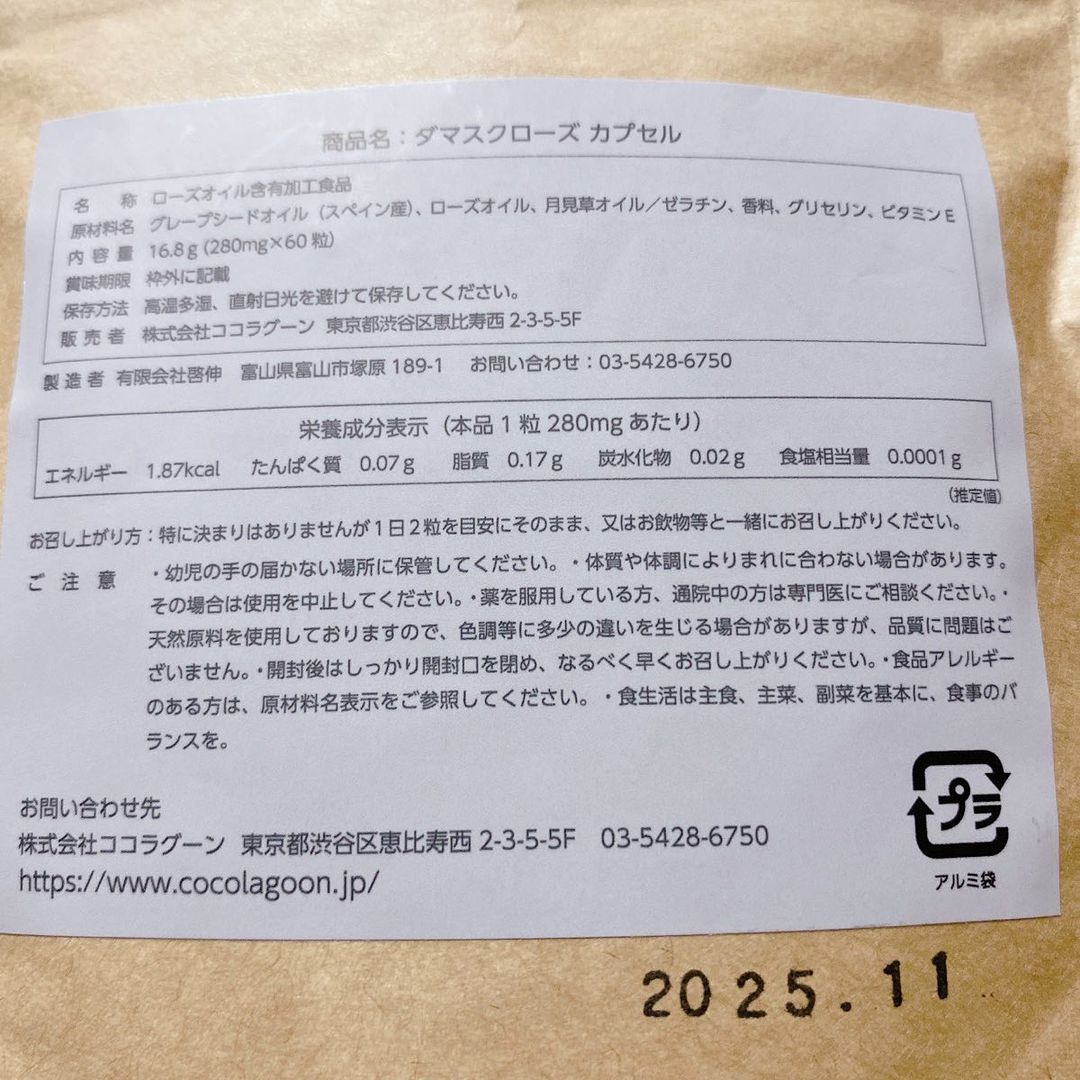 商品名：ダマスクローズ カプセル
名称 ローズオイル含有加工食品
原材料名 グレープシードオイル（スペイン産）、ローズオイル、月見草オイル／ゼラチン、香料、グリセリン、ビタミンE
内容量 16.8g（280mg×60粒）
賞味期限 枠外に記載
保存方法 高温多湿、直射日光を避けて保存してください。
販売者 株式会社ココラグーン 東京都渋谷区恵比寿西2-3-5-5F
製造者 有限会社啓伸 富山県富山市塚原189-1 お問い合わせ：03-5428-6750
栄養成分表示（本品1粒280mgあたり）
エネルギー 1.87kcal たんぱく質 0.07g 脂質 0.17g 炭水化物 0.02g 食塩相当量 0.0001g
（推定値）
お召し上がり方：特に決まりはありませんが1日2粒を目安にそのまま、又はお飲物等と一緒にお召し上がりください。
ご注意 ・幼児の手の届かない場所に保管してください。・体質や体調によりまれに合わない場合があります。
その場合は使用を中止してください。・薬を服用している方、通院中の方は専門医にご相談ください。・
天然原料を使用しておりますので、色調等に多少の違いを生じる場合がありますが、品質に問題はご
ざいません。・開封後はしっかり開封口を閉め、なるべく早くお召し上がりください。・食品アレルギー
のある方は、原材料名表示をご参照してください。・食生活は主食、主菜、副菜を基本に、食事のバ
ランスを。
お問い合わせ先
株式会社ココラグーン 東京都渋谷区恵比寿西2-3-5-5F 03-5428-6750
https://www.cocolagoon.jp/
プラ
アルミ袋
2025.11